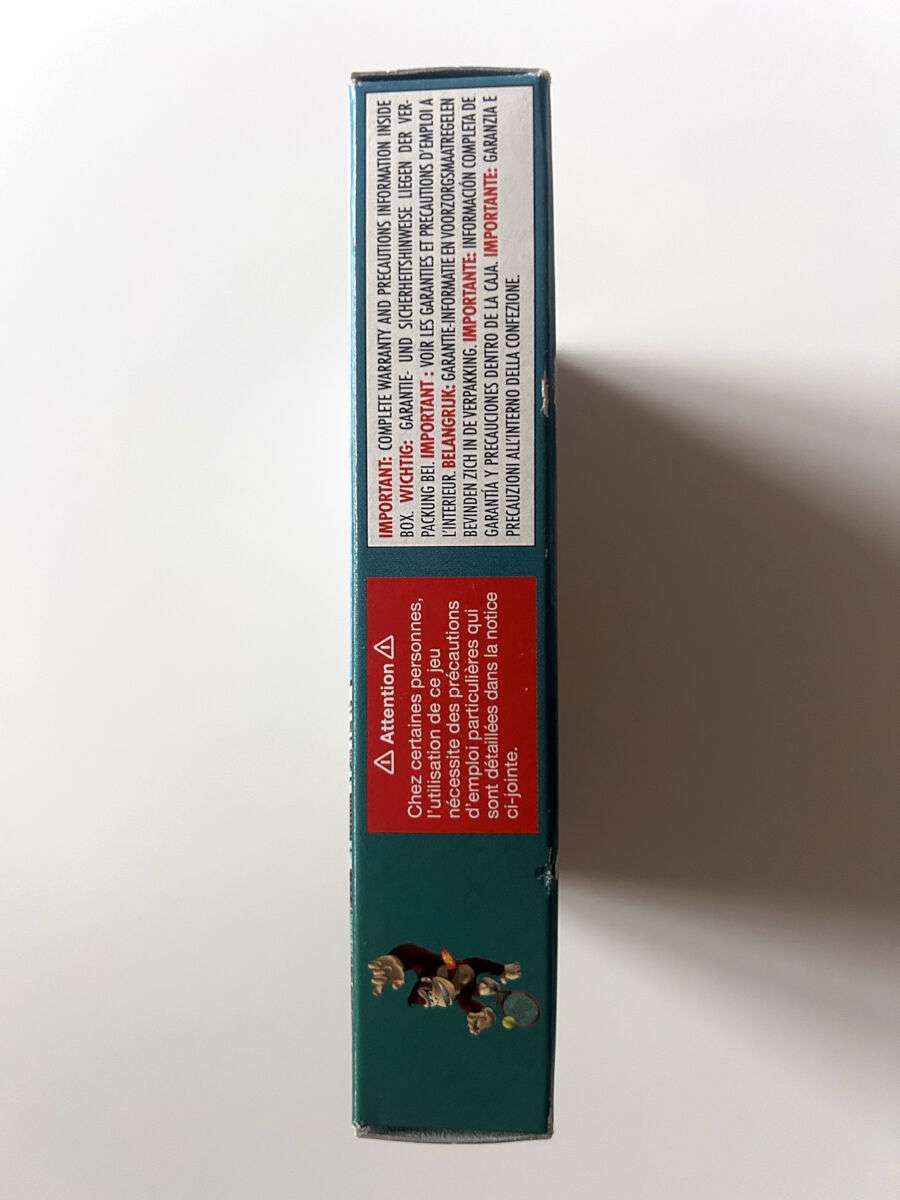 IMPORTANT: COMPLETE WARRANTY AND PRECAUTIONS INFORMATION INSIDE
BOX. WICHTIG: GARANTIE- UND SICHERHEITSHINWEISE LIEGEN DER VER-
PACKUNG BEI. IMPORTANT : VOIR LES GARANTIES ET PRECAUTIONS D'EMPLOI A
L'INTERIEUR. BELANGRIJK: GARANTIE-INFORMATIE EN VOORZORGSMAATREGELEN
BEVINDEN ZICH IN DE VERPAKKING. IMPORTANTE: INFORMACIÓN COMPLETA DE
GARANTÍA Y PRECAUCIONES DENTRO DE LA CAJA. IMPORTANTE: GARANZIA E
PRECAUZIONI ALL'INTERNO DELLA CONFEZIONE.
⚠ Attention ⚠
Chez certaines personnes,
l'utilisation de ce jeu
nécessite des précautions
d'emploi particulières qui
sont détaillées dans la notice
ci-jointe.